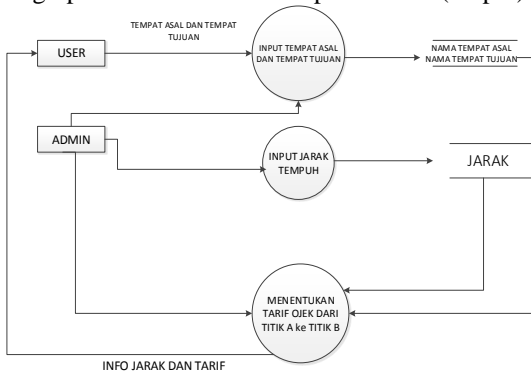 TEMPAT ASAL DAN TEMPAT
TUJUAN
USER
INPUT TEMPAT ASAL
DAN TEMPAT TUJUAN
NAMA TEMPAT ASAL
NAMA TEMPAT TUJUAN
ADMIN
INPUT JARAK
TEMPUH
JARAK
MENENTUKAN
TARIF OJEK DARI
TITIK A ke TITIK B
INFO JARAK DAN TARIF